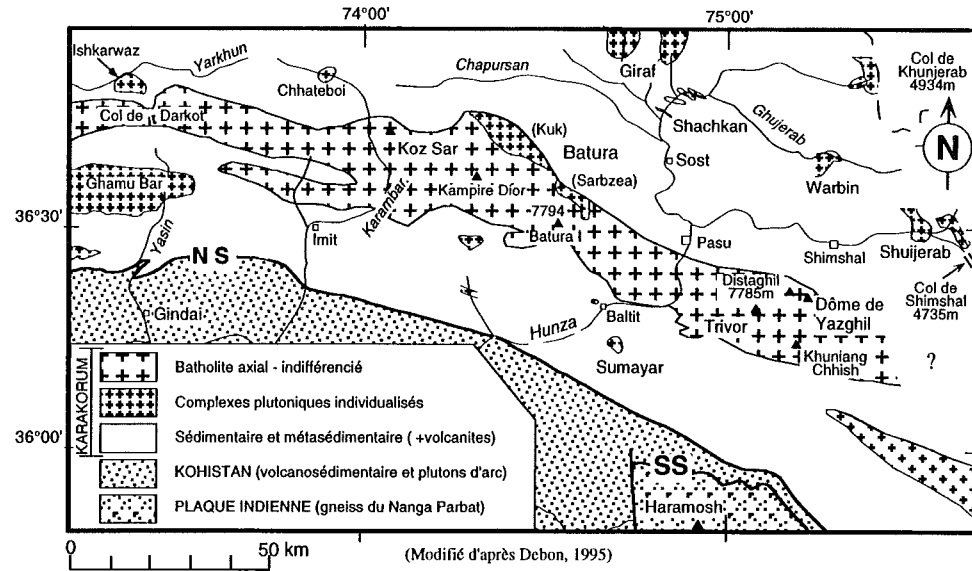 74°00' 75°00'
Ishkarwaz
Yarkhun
Chhateboi
Chapursan
Giraf
Col de
Khunjerab
4934m
Col de Darkot
Koz Sar
(Kuk)
Shachkan
Ghujerab
N
Batura
Sost
Ghamu Bar
Kampire Dior
(Sarbzea)
Warbin
36°30'
Yasin
Imit
Karambar
7794
Batura
Pasu
Shimshal
Shuijerab
NS
Distaghil
7785m
Dôme de
Yazghil
Col de
Shimshal
4735m
Gindai
Hunza
Baltit
Trivor
Sumayar
Khuniang
Chhish
?
KARAKORUM
Batholite axial - indifférencié
Complexes plutoniques individualisés
36°00'
Sédimentaire et métasédimentaire ( +volcanites)
KOHISTAN (volcanosédimentaire et plutons d'arc)
SS
PLAQUE INDIENNE (gneiss du Nanga Parbat)
Haramosh
0 50 km
(Modifié d'après Debon, 1995)